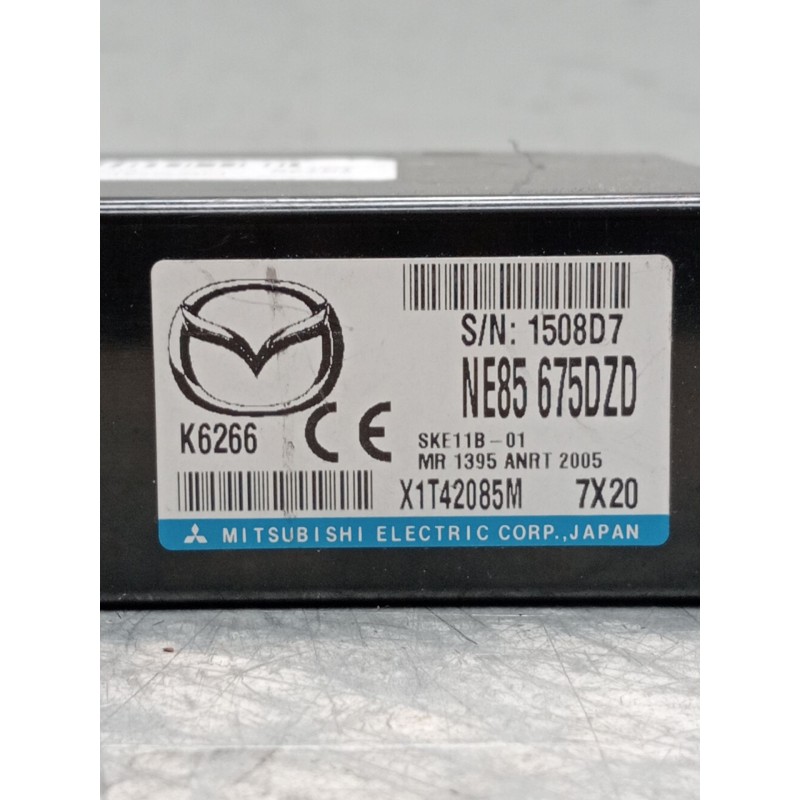 S/N: 1508D7
NE85 675DZD
K6266 CE SKE11B-01
MR 1395 ANRT 2005
X1T42085M 7X20
MITSUBISHI ELECTRIC CORP.,JAPAN